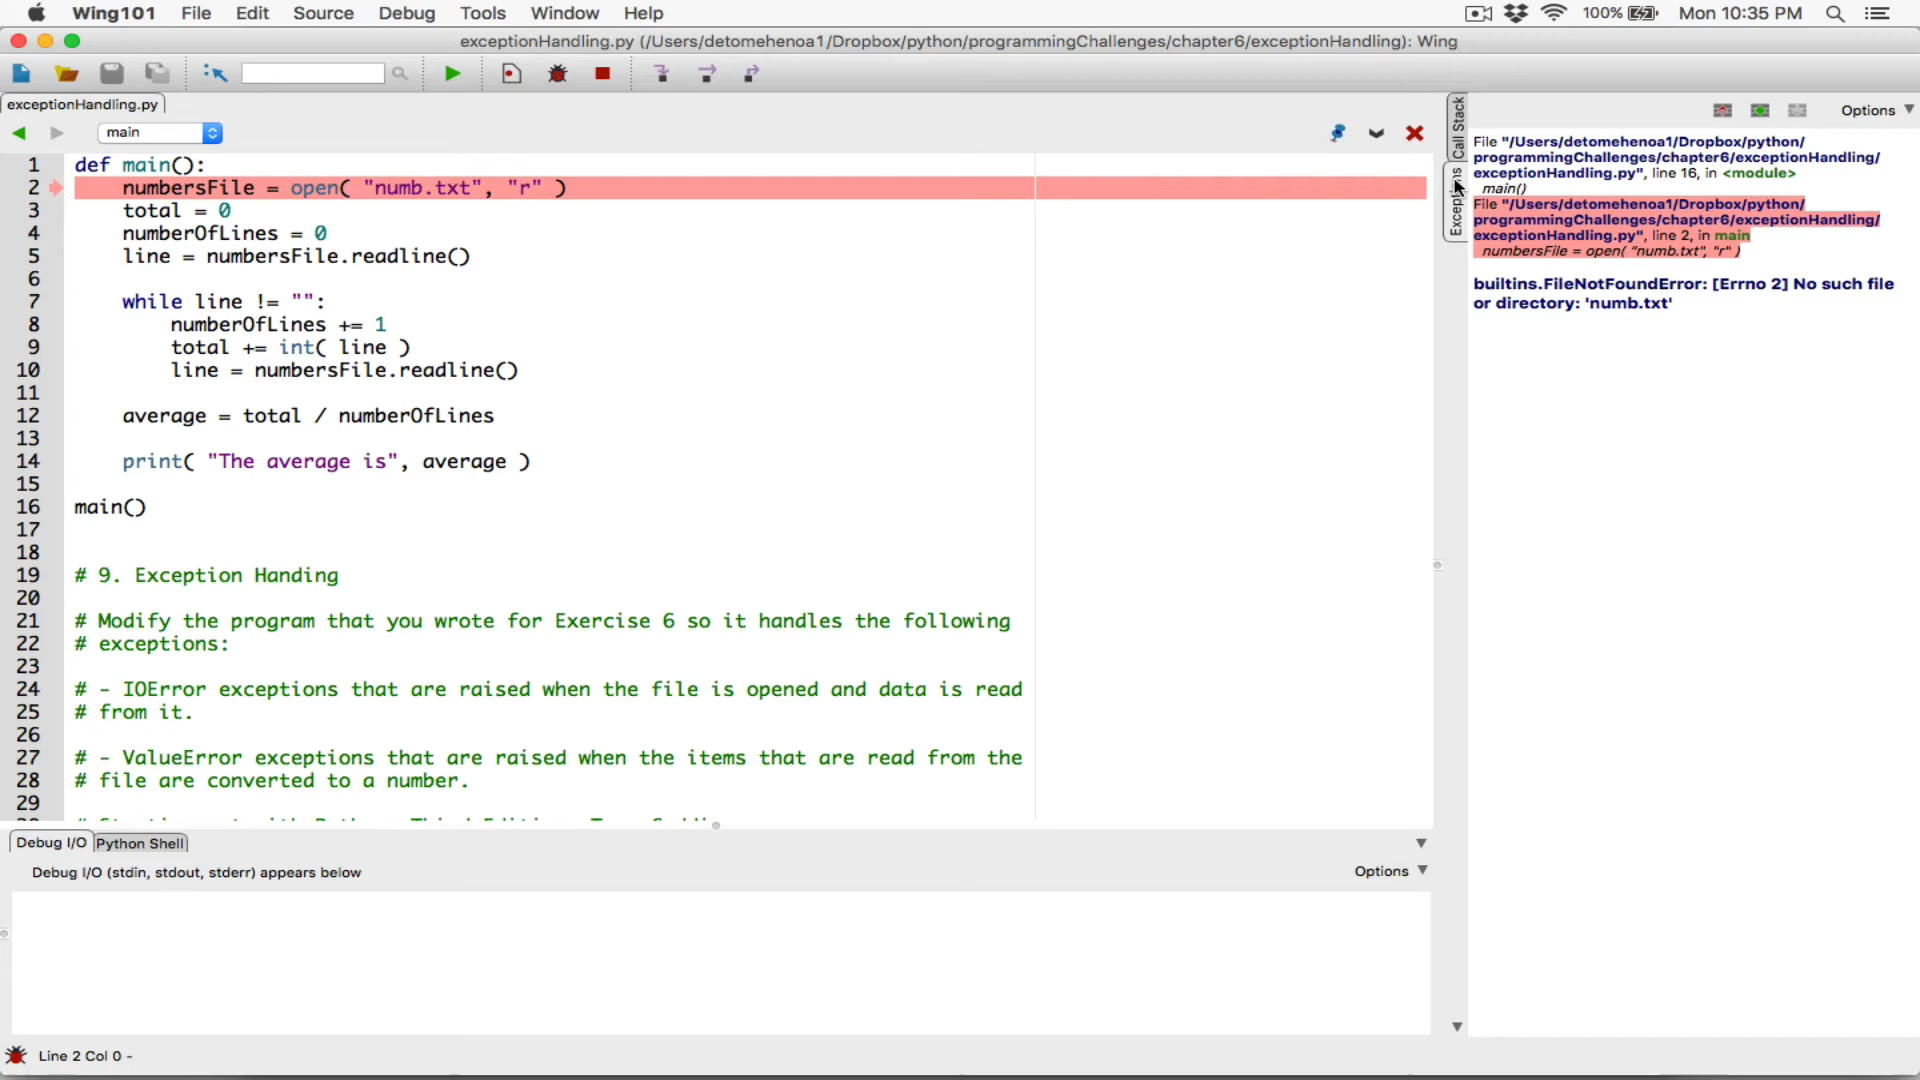 Wing101 File Edit Source Debug Tools Window Help 100% Mon 10:35 PM
exceptionHandling.py (/Users/detomehenoa1/Dropbox/python/programmingChallenges/chapter6/exceptionHandling): Wing
exceptionHandling.py
main
1 def main():
2 numbersFile = open( "numb.txt", "r" )
3 total = 0
4 numberOfLines = 0
5 line = numbersFile.readline()
6
7 while line != "":
8 numberOfLines += 1
9 total += int( line )
10 line = numbersFile.readline()
11
12 average = total / numberOfLines
13
14 print( "The average is", average )
15
16 main()
17
18
19 # 9. Exception Handing
20
21 # Modify the program that you wrote for Exercise 6 so it handles the following
22 # exceptions:
23
24 # - IOError exceptions that are raised when the file is opened and data is read
25 # from it.
26
27 # - ValueError exceptions that are raised when the items that are read from the
28 # file are converted to a number.
29
Call Stack
Exceptions
Options
File "/Users/detomehenoa1/Dropbox/python/
programmingChallenges/chapter6/exceptionHandling/
exceptionHandling.py", line 16, in <module>
main()
File "/Users/detomehenoa1/Dropbox/python/
programmingChallenges/chapter6/exceptionHandling/
exceptionHandling.py", line 2, in main
numbersFile = open( "numb.txt", "r" )
builtins.FileNotFoundError: [Errno 2] No such file
or directory: 'numb.txt'
Debug I/O Python Shell
Debug I/O (stdin, stdout, stderr) appears below
Options
Line 2 Col 0 -